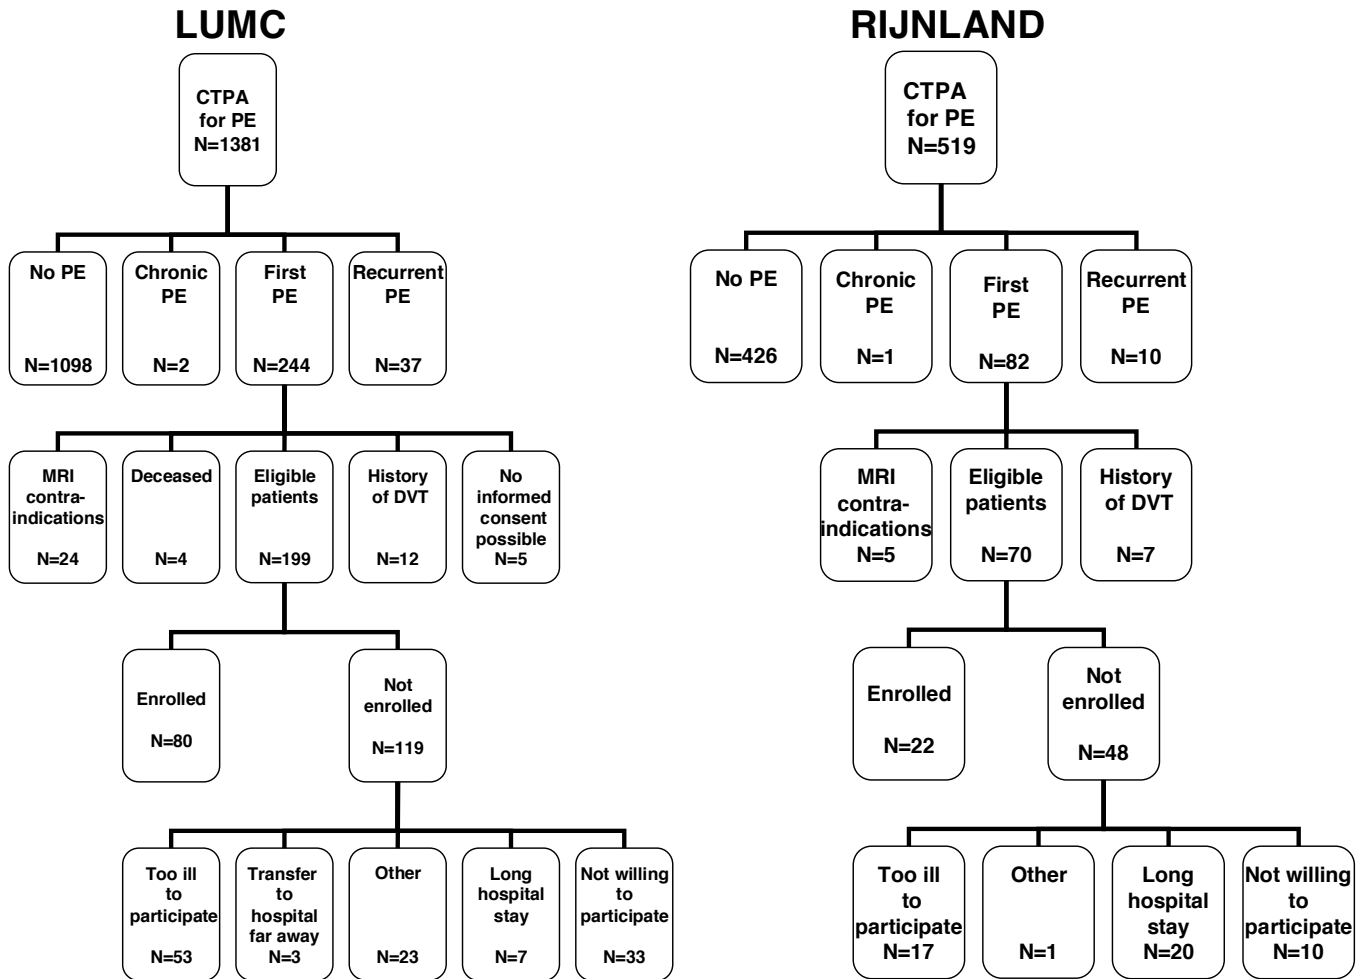 LUMC
CTPA
for PE
N=1381
No PE
N=1098
Chronic
PE
N=2
First
PE
N=244
Recurrent
PE
N=37
MRI
contra-
indications
N=24
Deceased
N=4
Eligible
patients
N=199
History
of DVT
N=12
No
informed
consent
possible
N=5
Enrolled
N=80
Not
enrolled
N=119
Too ill
to
participate
N=53
Transfer
to
hospital
far away
N=3
Other
N=23
Long
hospital
stay
N=7
Not willing
to
participate
N=33
RIJNLAND
CTPA
for PE
N=519
No PE
N=426
Chronic
PE
N=1
First
PE
N=82
Recurrent
PE
N=10
MRI
contra-
indications
N=5
Eligible
patients
N=70
History
of DVT
N=7
Enrolled
N=22
Not
enrolled
N=48
Too ill
to
participate
N=17
Other
N=1
Long
hospital
stay
N=20
Not willing
to
participate
N=10